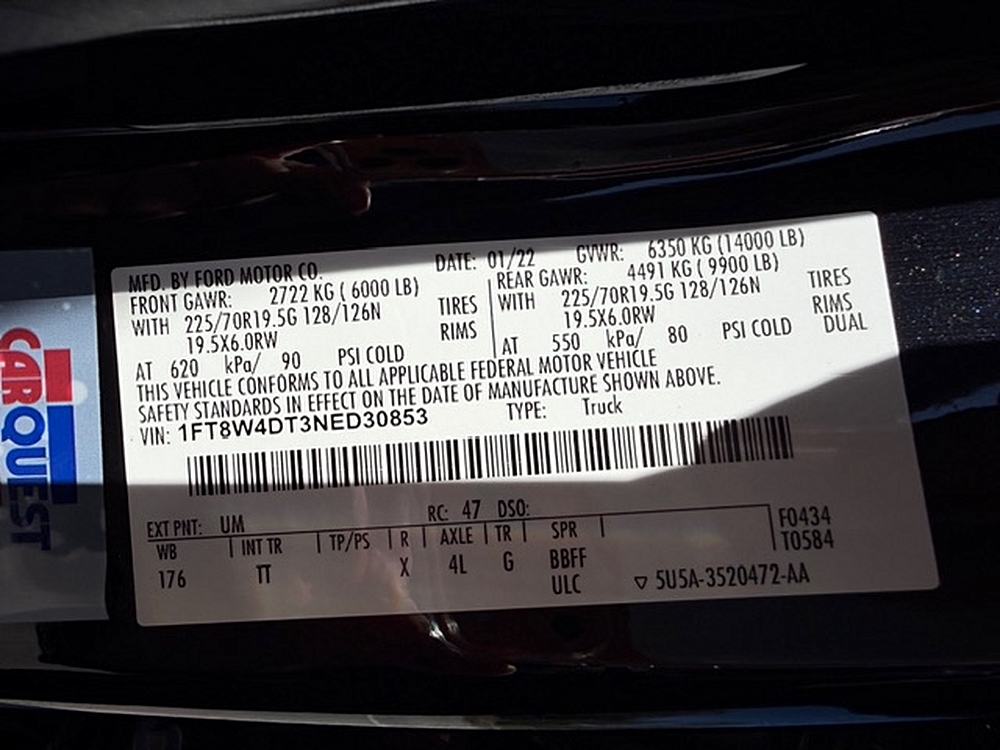 MFD. BY FORD MOTOR CO.
DATE: 01/22 GVWR: 6350 KG (14000 LB)
FRONT GAWR: 2722 KG ( 6000 LB)
WITH 225/70R19.5G 128/126N TIRES
19.5X6.0RW RIMS
AT 620 kPa/ 90 PSI COLD
REAR GAWR: 4491 KG ( 9900 LB)
WITH 225/70R19.5G 128/126N TIRES
19.5X6.0RW RIMS
AT 550 kPa/ 80 PSI COLD DUAL
THIS VEHICLE CONFORMS TO ALL APPLICABLE FEDERAL MOTOR VEHICLE
SAFETY STANDARDS IN EFFECT ON THE DATE OF MANUFACTURE SHOWN ABOVE.
VIN: 1FT8W4DT3NED30853 TYPE: Truck
EXT PNT: UM RC: 47 DSO:
WB INT TR TP/PS R AXLE TR SPR
176 TT X 4L G BBFF
ULC
F0434
T0584
5U5A-3520472-AA
CARQUEST